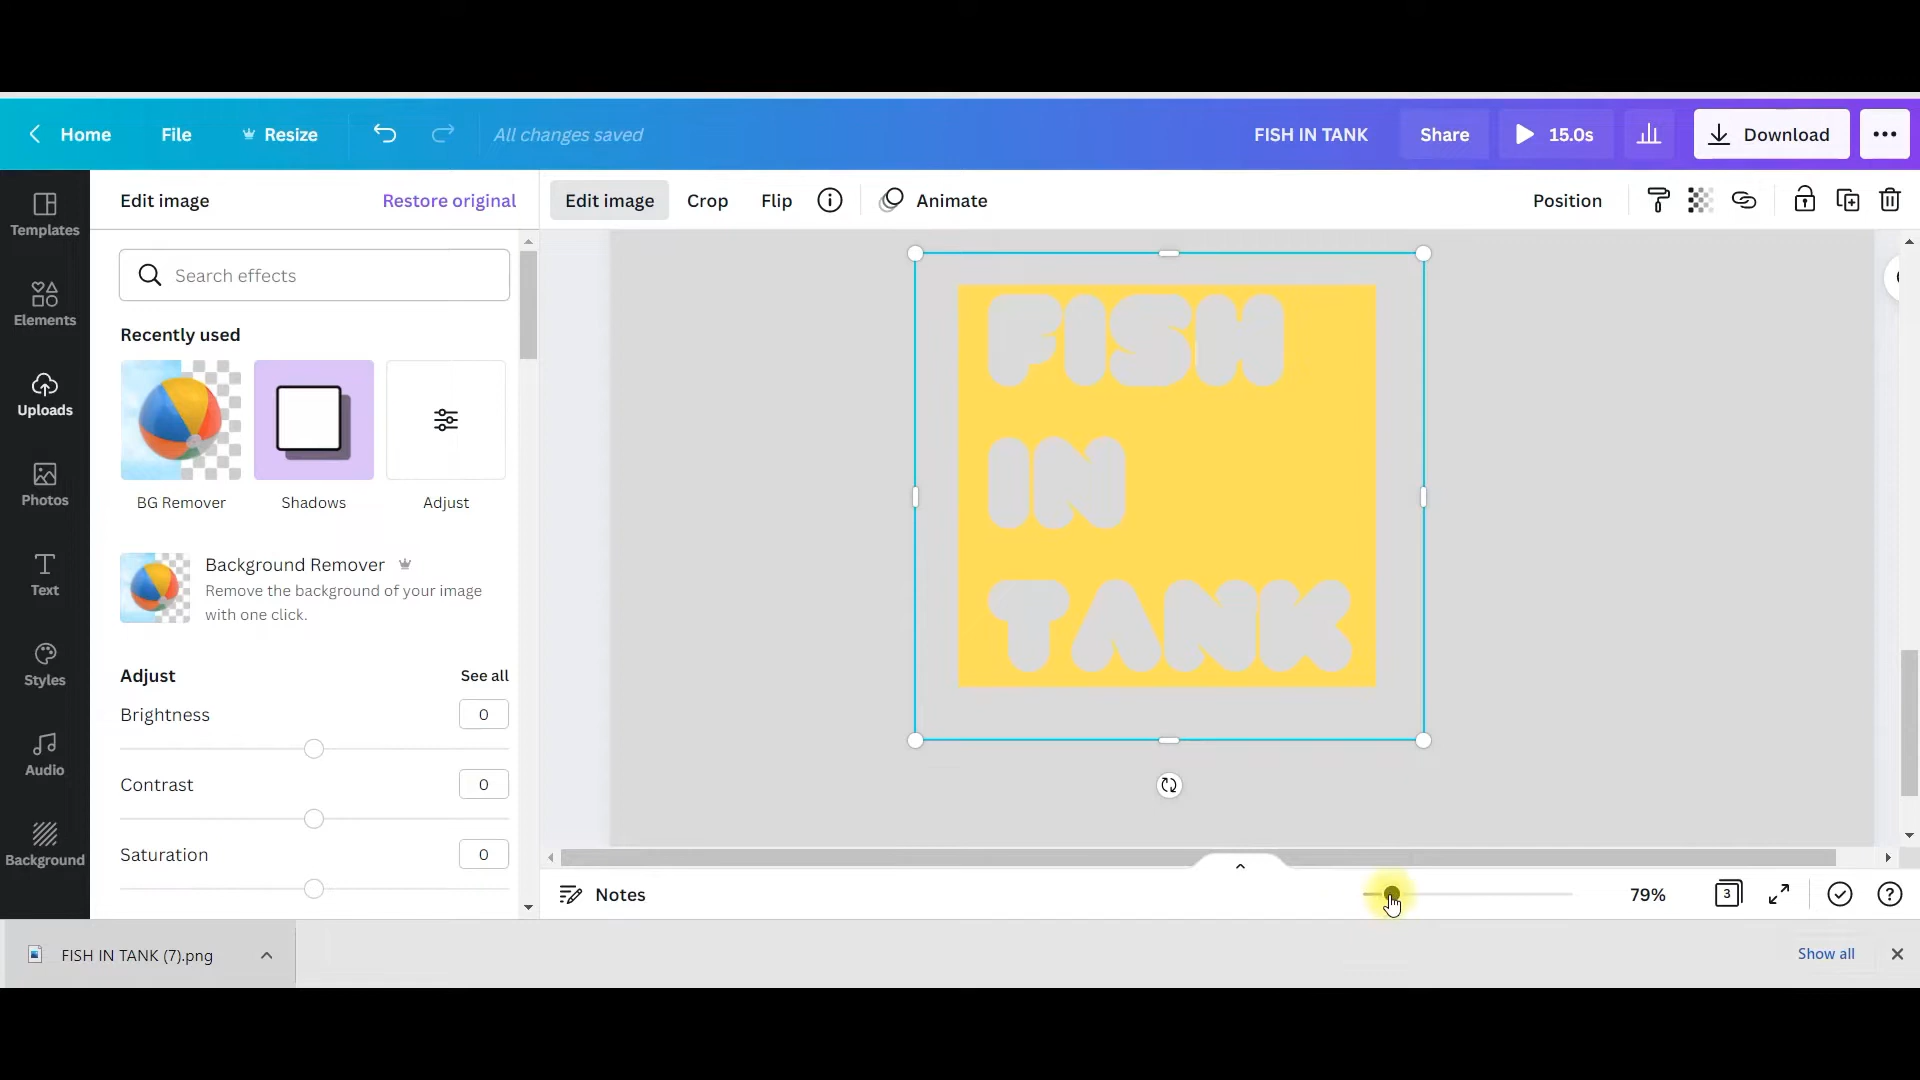 Home File Resize All changes saved FISH IN TANK Share 15.0s Download
Templates
Elements
Uploads
Photos
Text
Styles
Audio
Background
Edit image Restore original
Search effects
Recently used
BG Remover Shadows Adjust
Background Remover
Remove the background of your image
with one click.
Adjust See all
Brightness 0
Contrast 0
Saturation 0
Edit image Crop Flip Animate Position
FISH
IN
TANK
Notes 79% 3
FISH IN TANK (7).png Show all